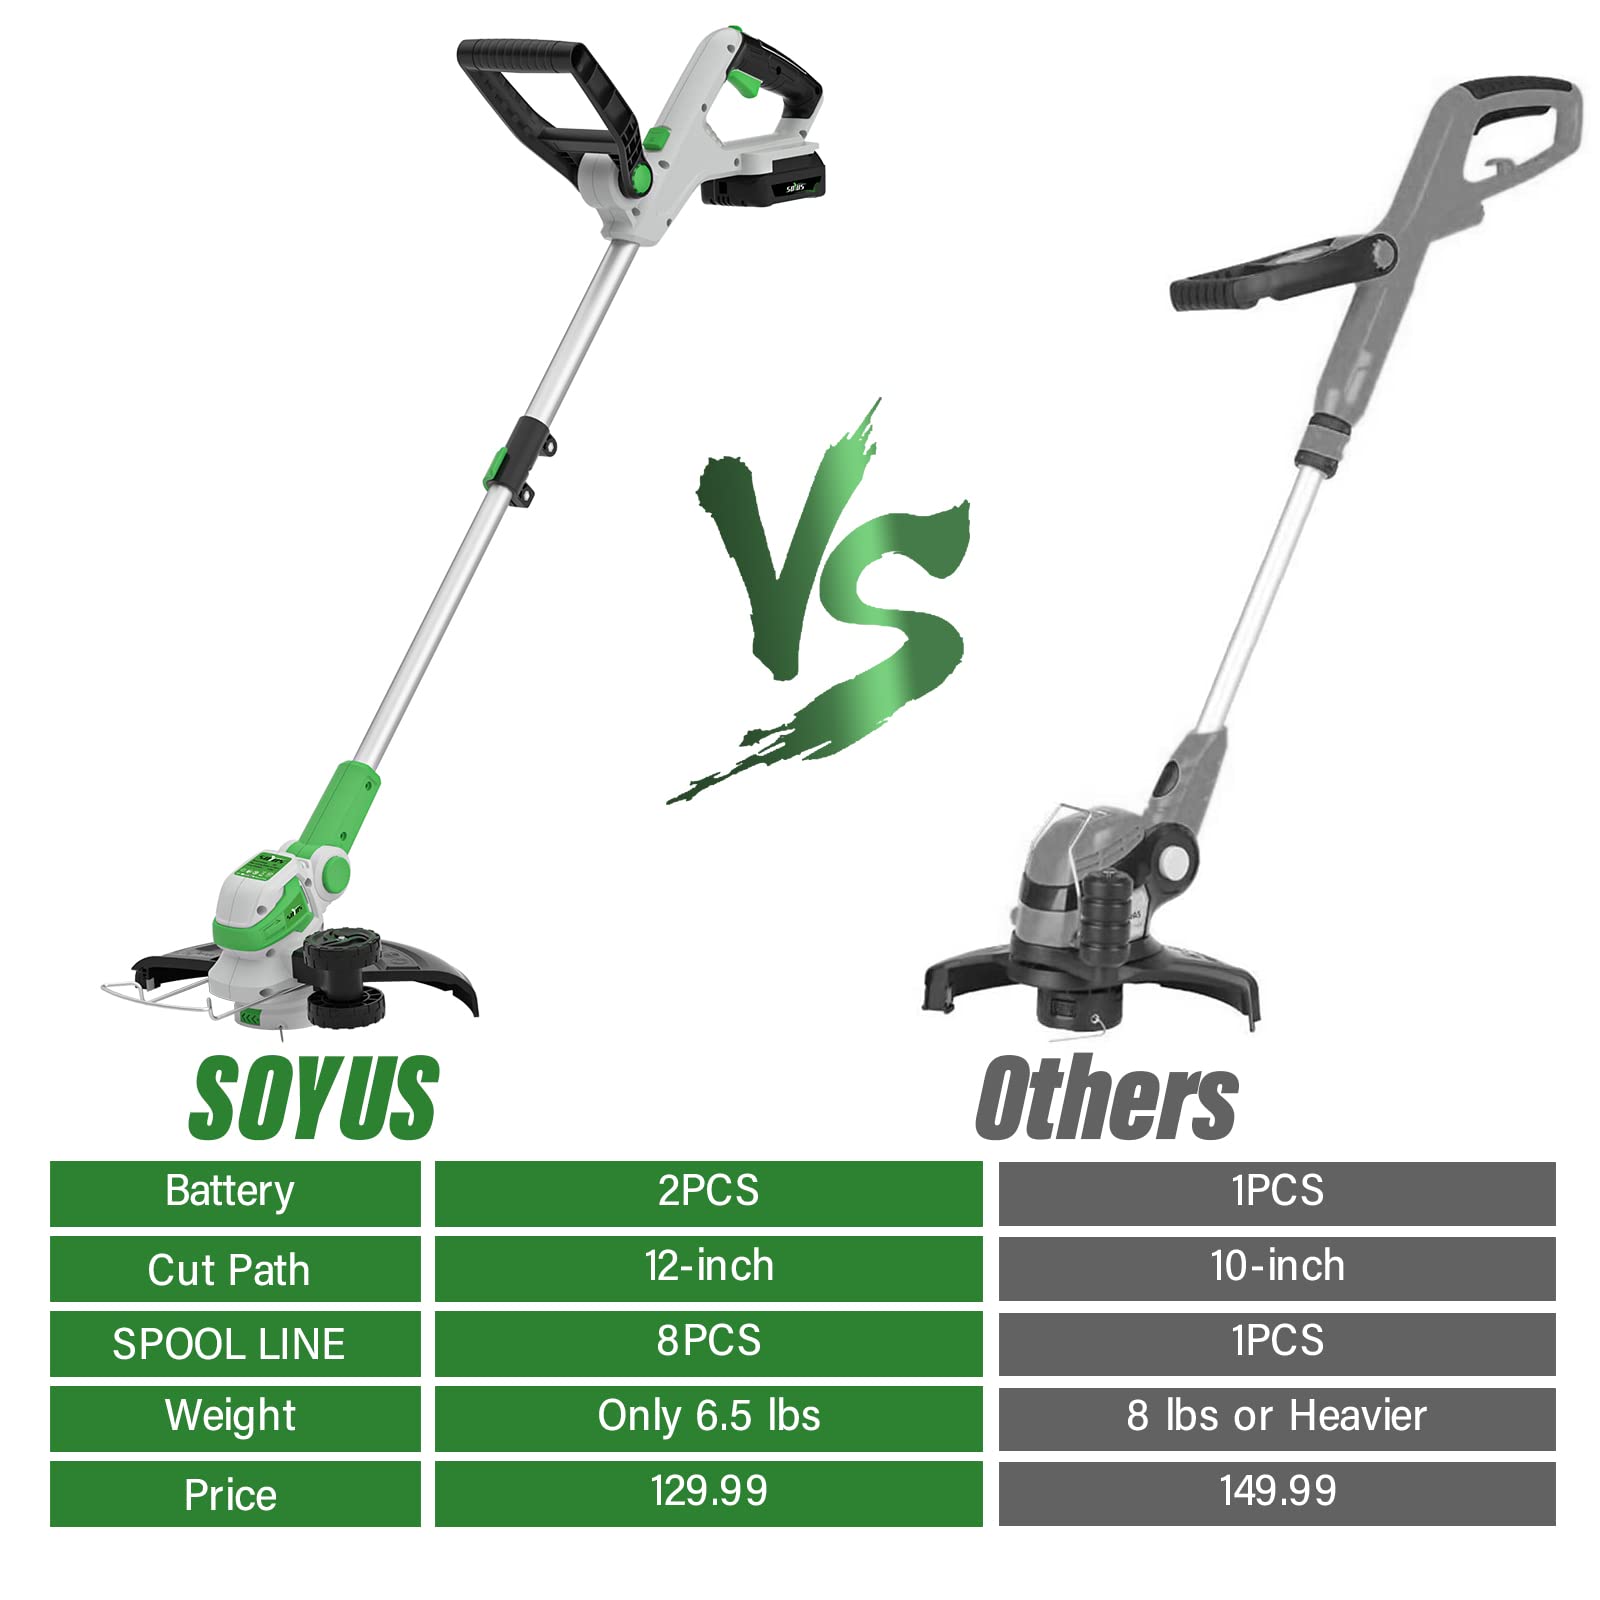 SOYUS
VS
SOYUS
Others
Battery 2PCS 1PCS
Cut Path 12-inch 10-inch
SPOOL LINE 8PCS 1PCS
Weight Only 6.5 lbs 8 lbs or Heavier
Price 129.99 149.99